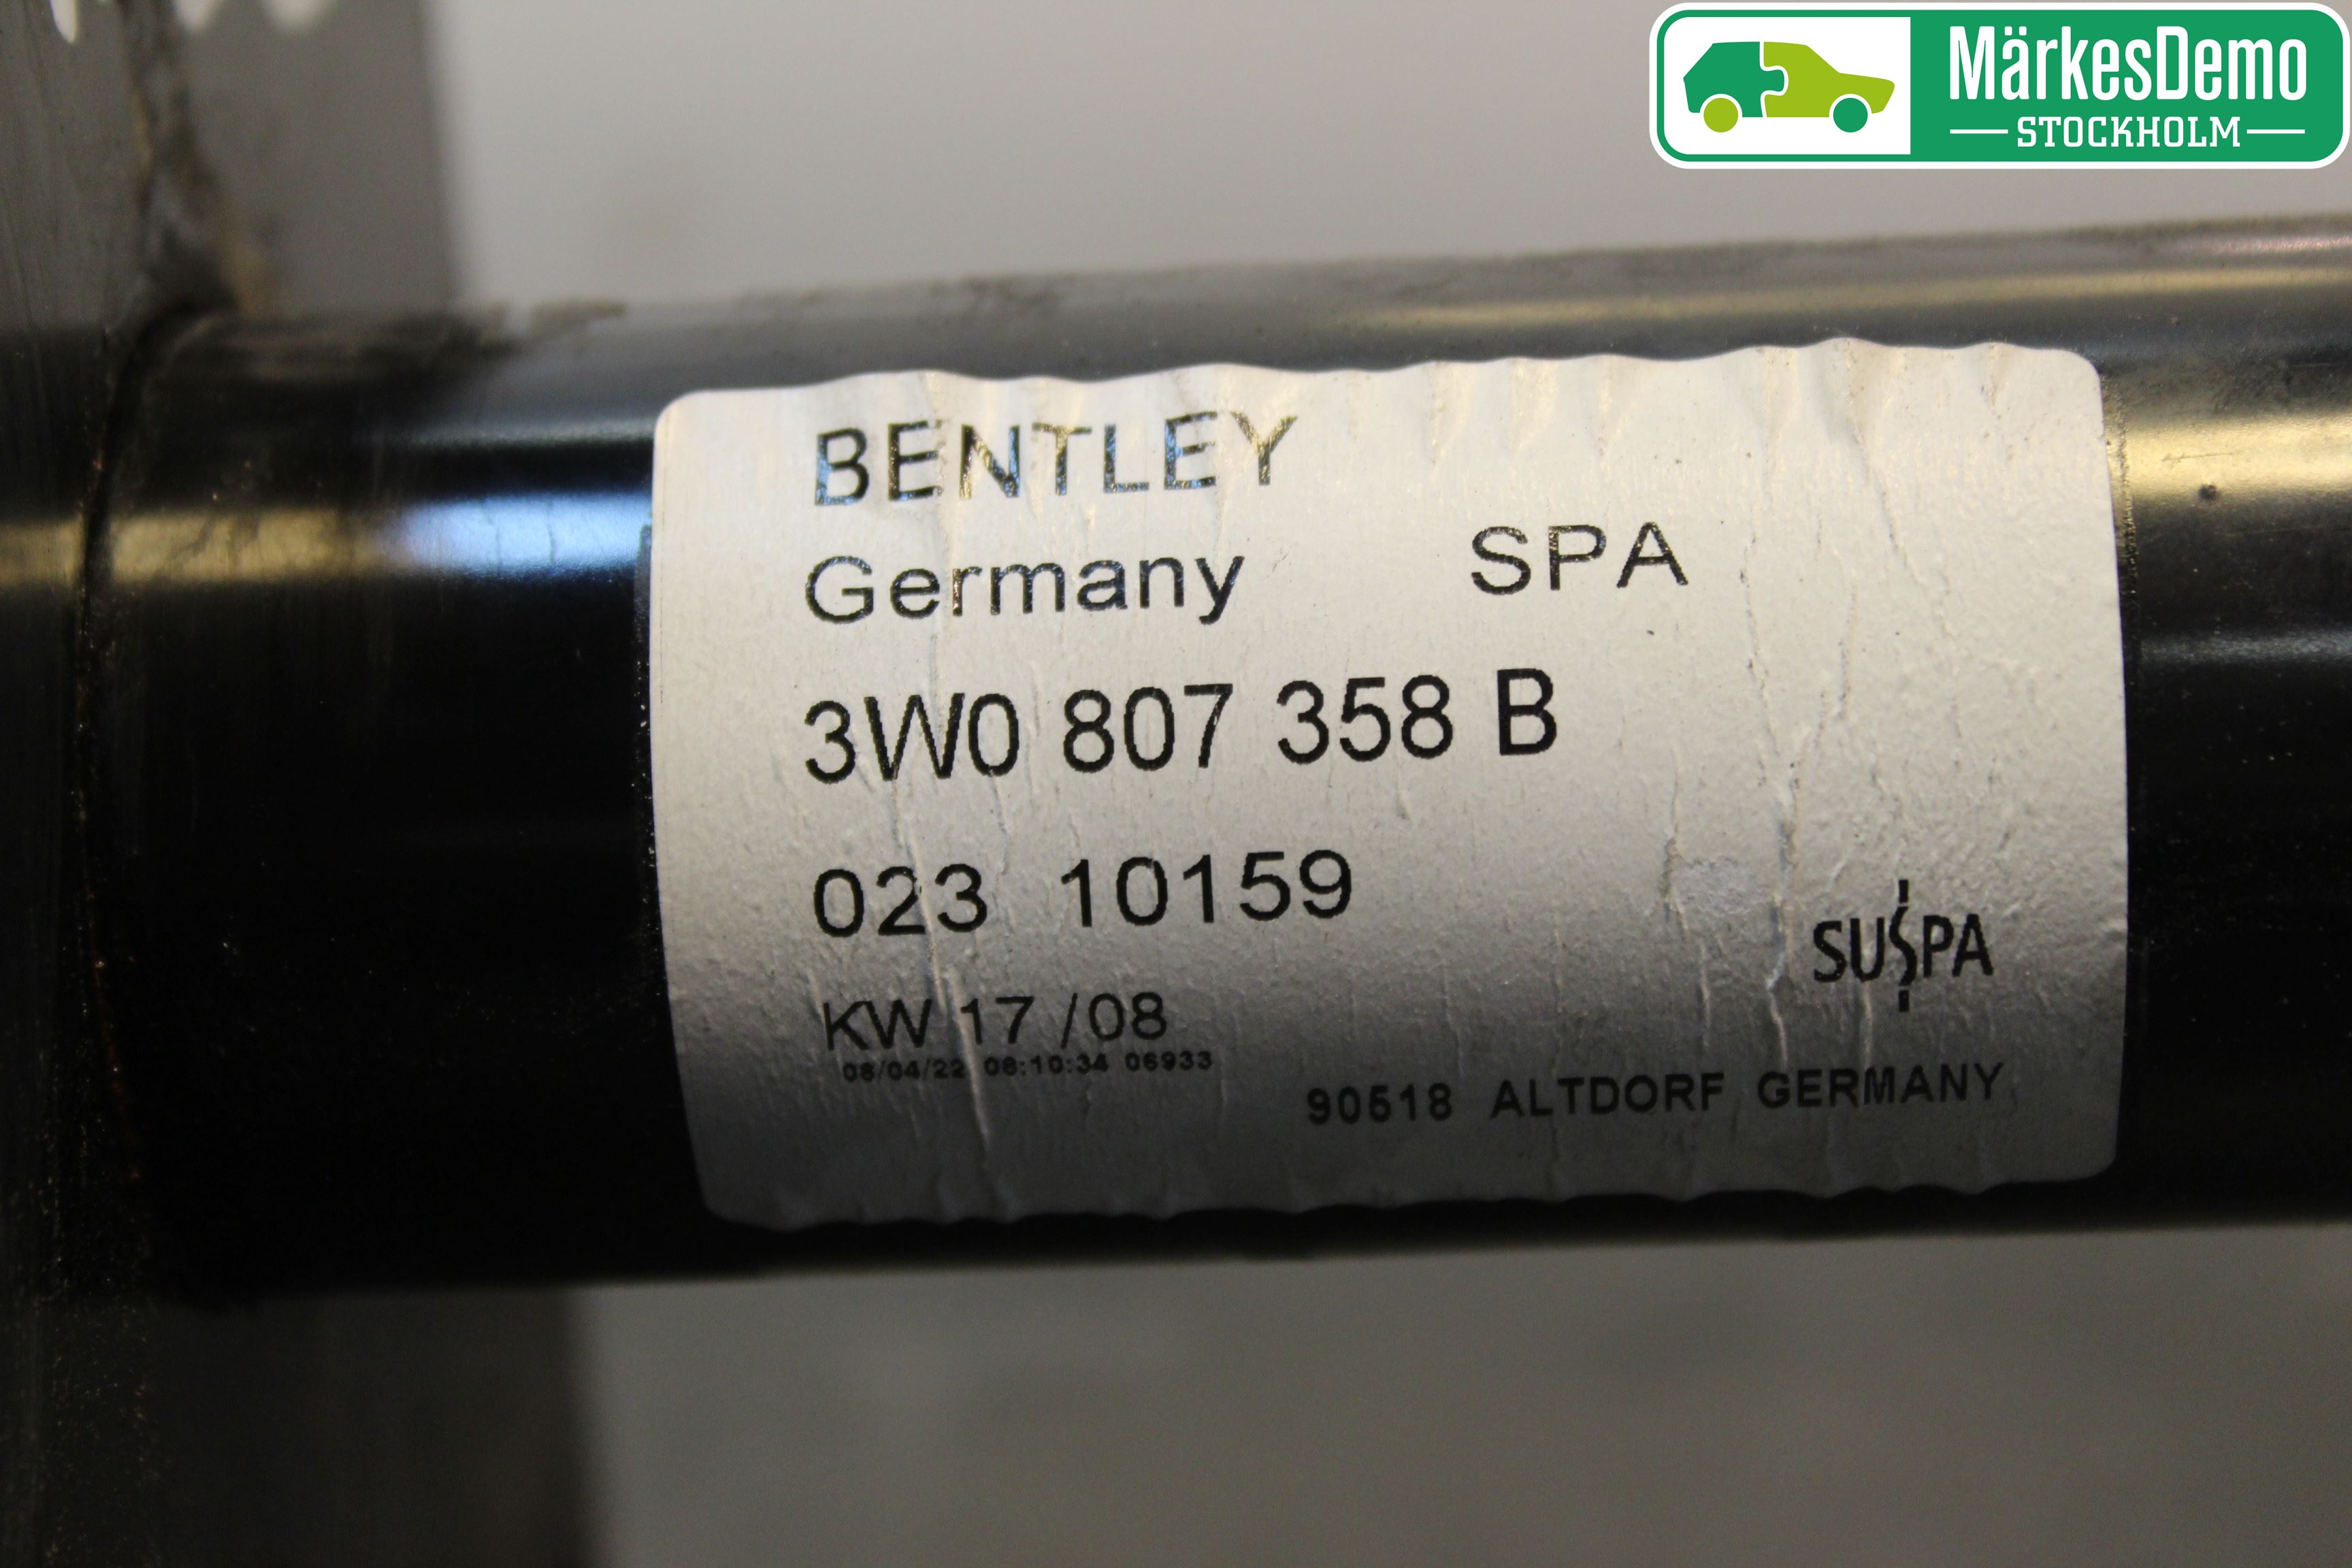 MärkesDemo
STOCKHOLM
BENTLEY
Germany SPA
3W0 807 358 B
023 10159
SUSPA
KW 17 /08
08/04/22 08:10:34 06933
90518 ALTDORF GERMANY